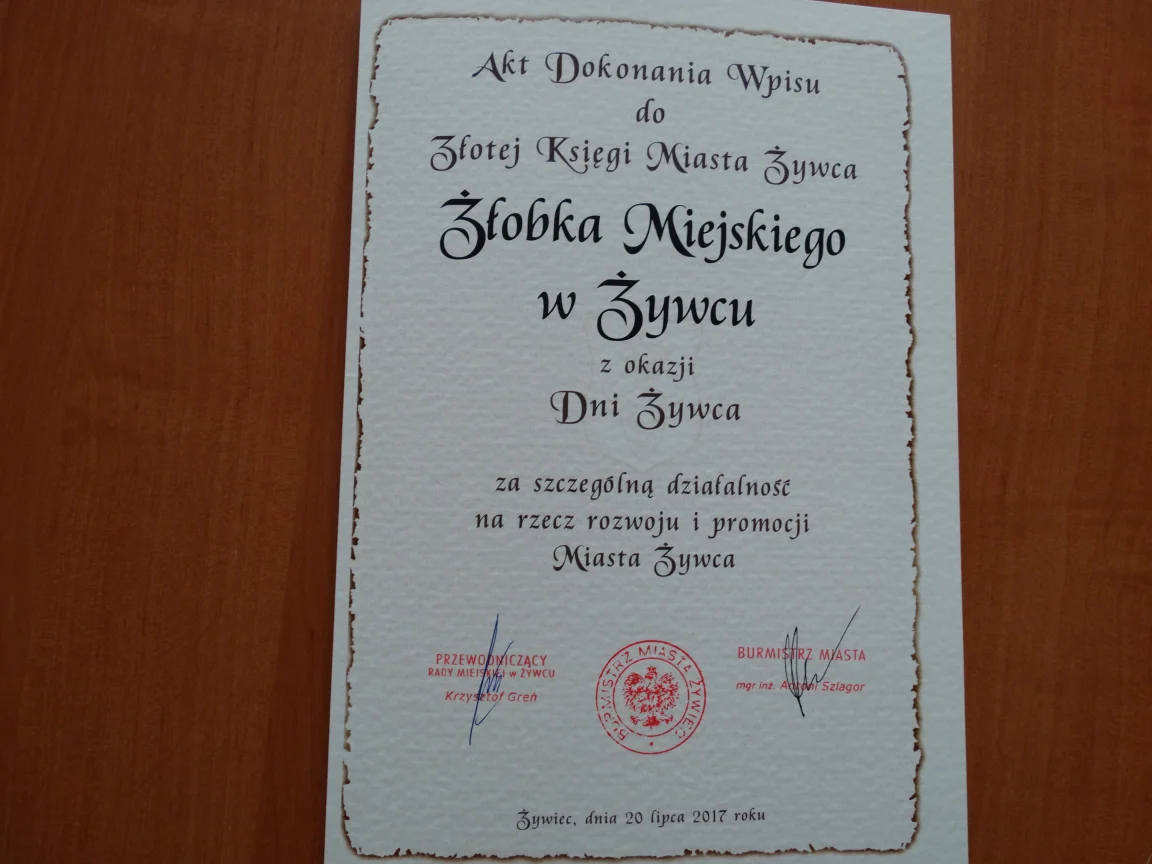 Akt Dokonania Wpisu
do
Złotej Księgi Miasta Żywca
Żłobka Miejskiego
w Żywcu
z okazji
Dni Żywca
za szczególną działalność
na rzecz rozwoju i promocji
Miasta Żywca
PRZEWODNICZĄCY
RADY MIEJSKIEJ w ŻYWCU
Krzysztof Greń
BURMISTRZ MIASTA ŻYWIEC
BURMISTRZ MIASTA
mgr inż. Antoni Szlagor
Żywiec, dnia 20 lipca 2017 roku